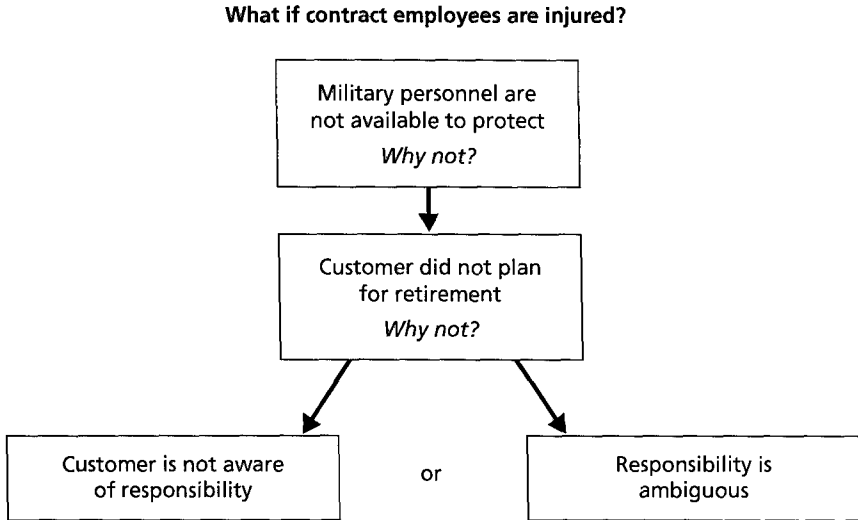 What if contract employees are injured?
Military personnel are
not available to protect
Why not?
Customer did not plan
for retirement
Why not?
Customer is not aware
of responsibility
or
Responsibility is
ambiguous